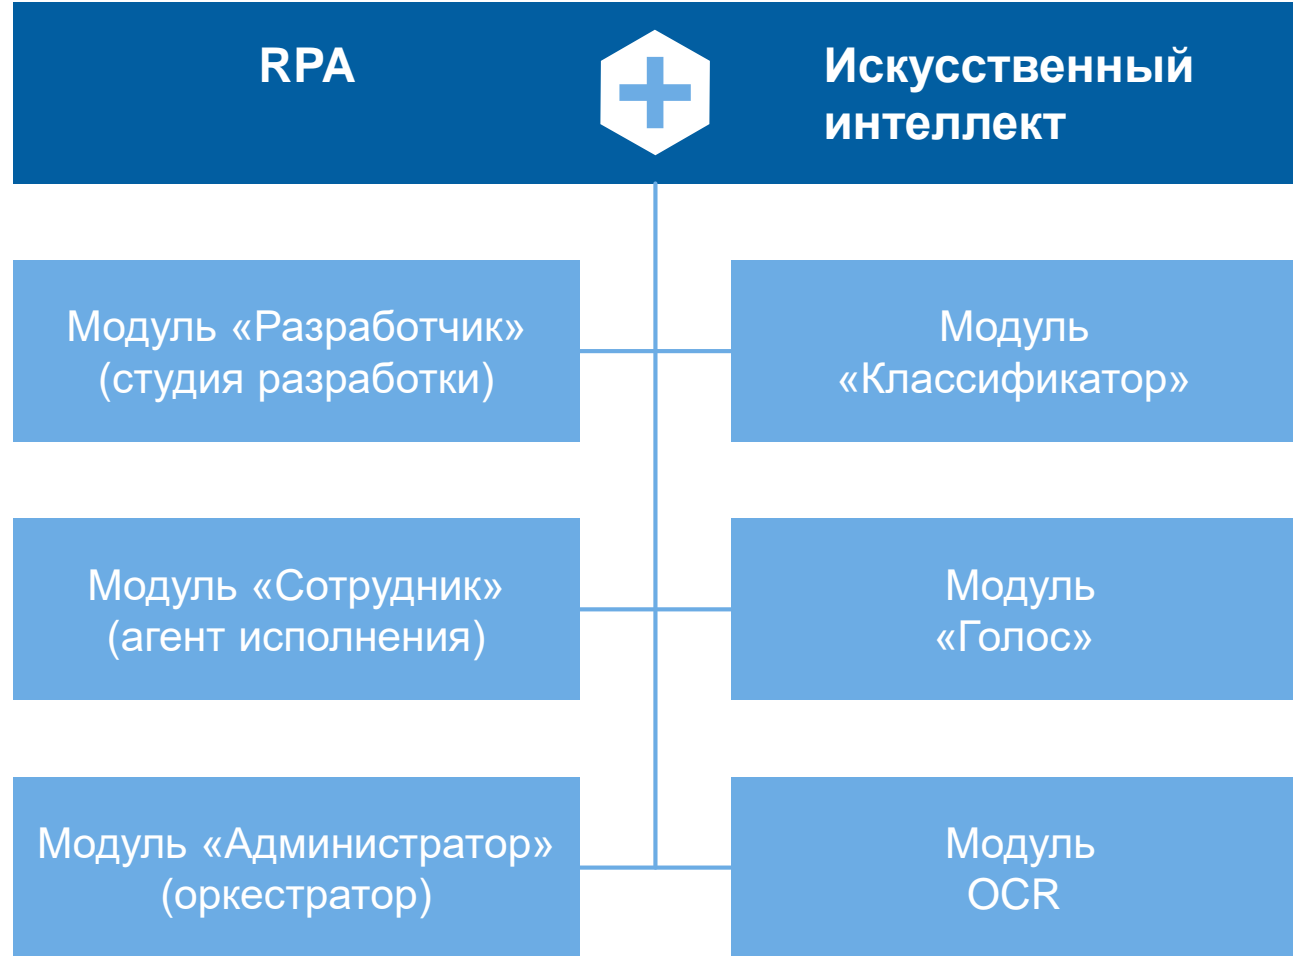 RPA
Искусственный
интеллект
Модуль «Разработчик»
(студия разработки)
Модуль
«Классификатор»
Модуль «Сотрудник»
(агент исполнения)
Модуль
«Голос»
Модуль «Администратор»
(оркестратор)
Модуль
OCR